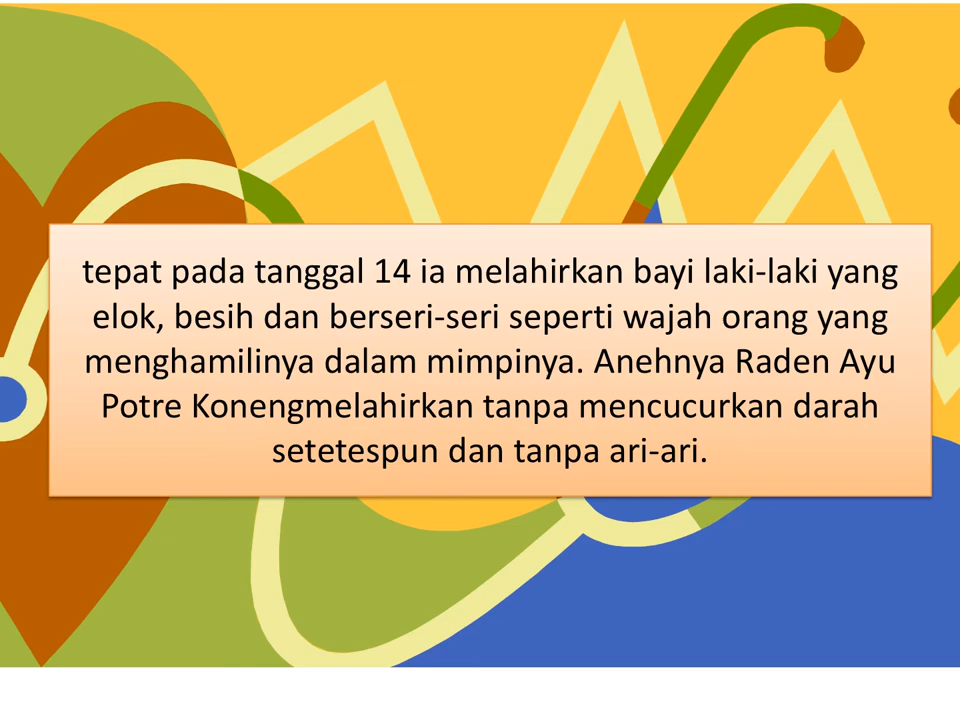 tepat pada tanggal 14 ia melahirkan bayi laki-laki yang
elok, besih dan berseri-seri seperti wajah orang yang
menghamilinya dalam mimpinya. Anehnya Raden Ayu
Potre Konengmelahirkan tanpa mencucurkan darah
setetespun dan tanpa ari-ari.